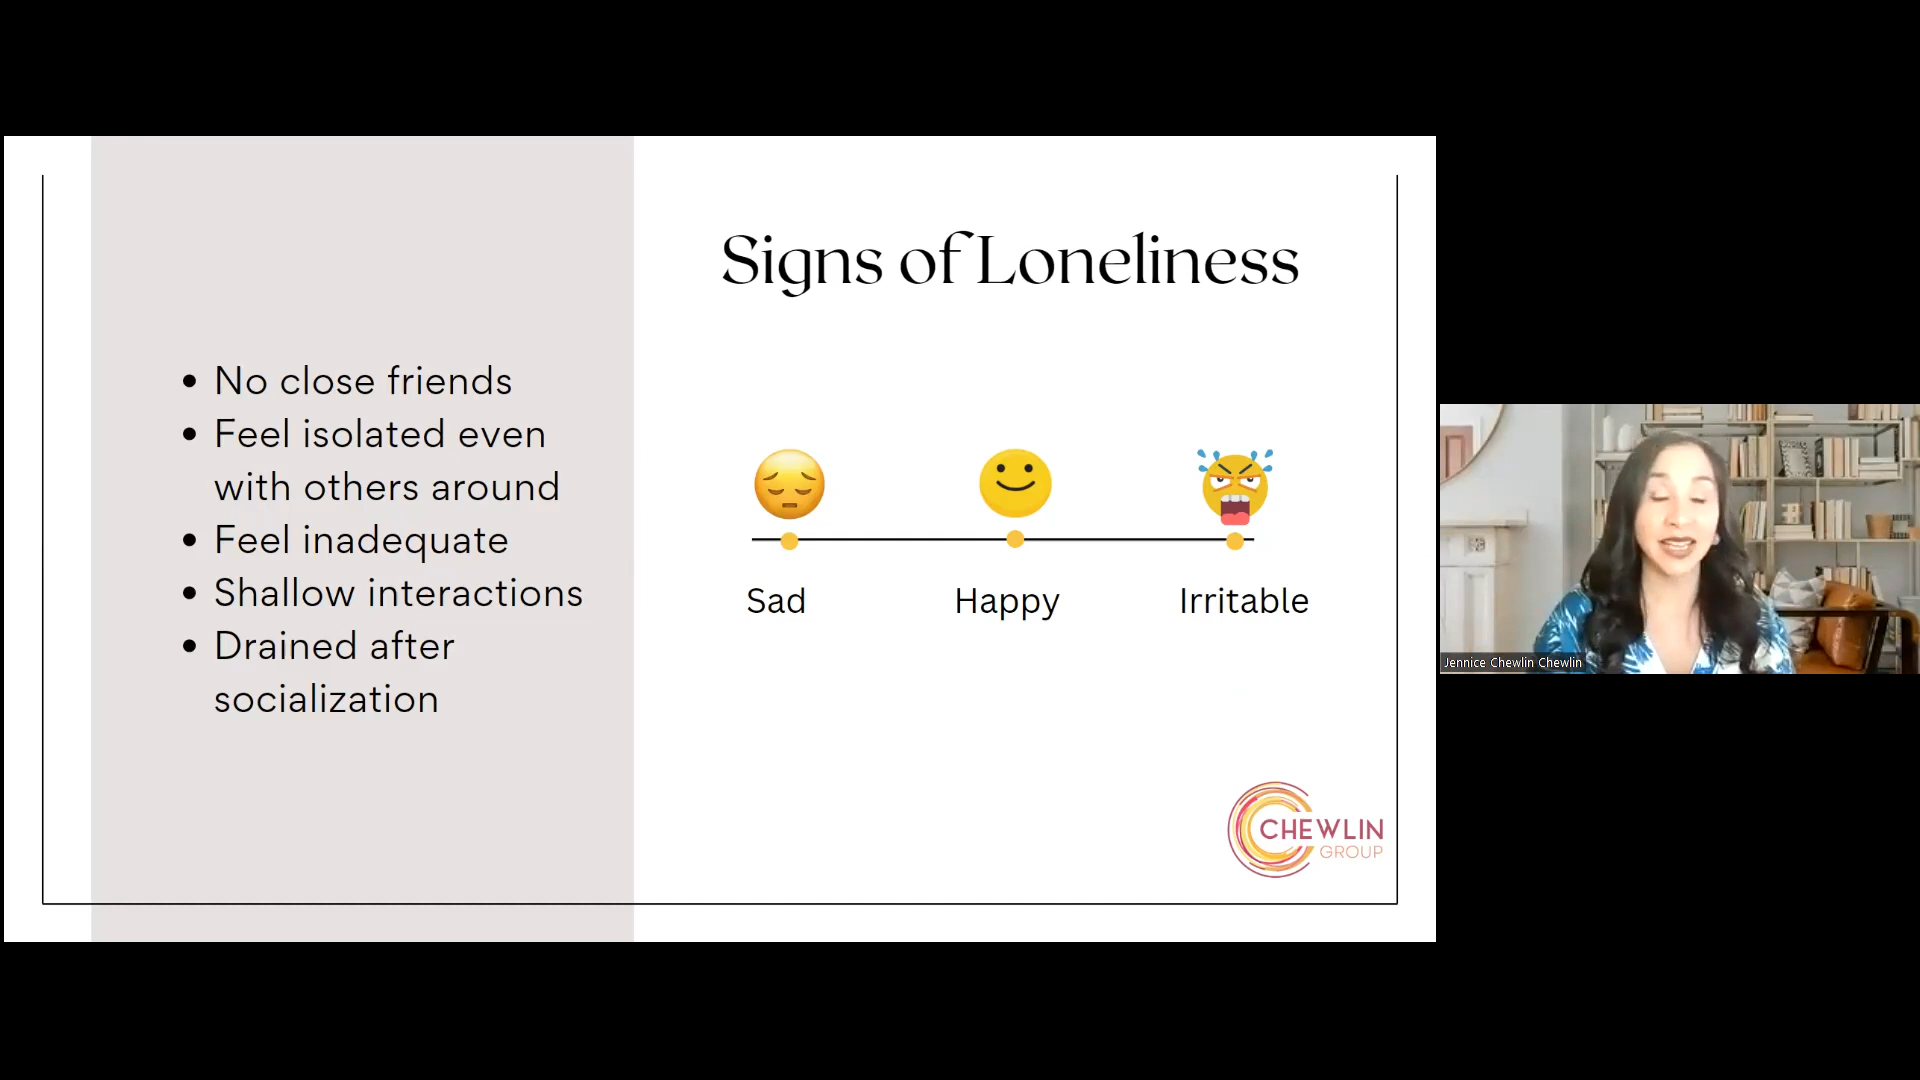 Signs of Loneliness
• No close friends
• Feel isolated even
with others around
• Feel inadequate
• Shallow interactions
• Drained after
socialization
Sad Happy Irritable
CHEWLIN
GROUP
Jennice Chewlin Chewlin